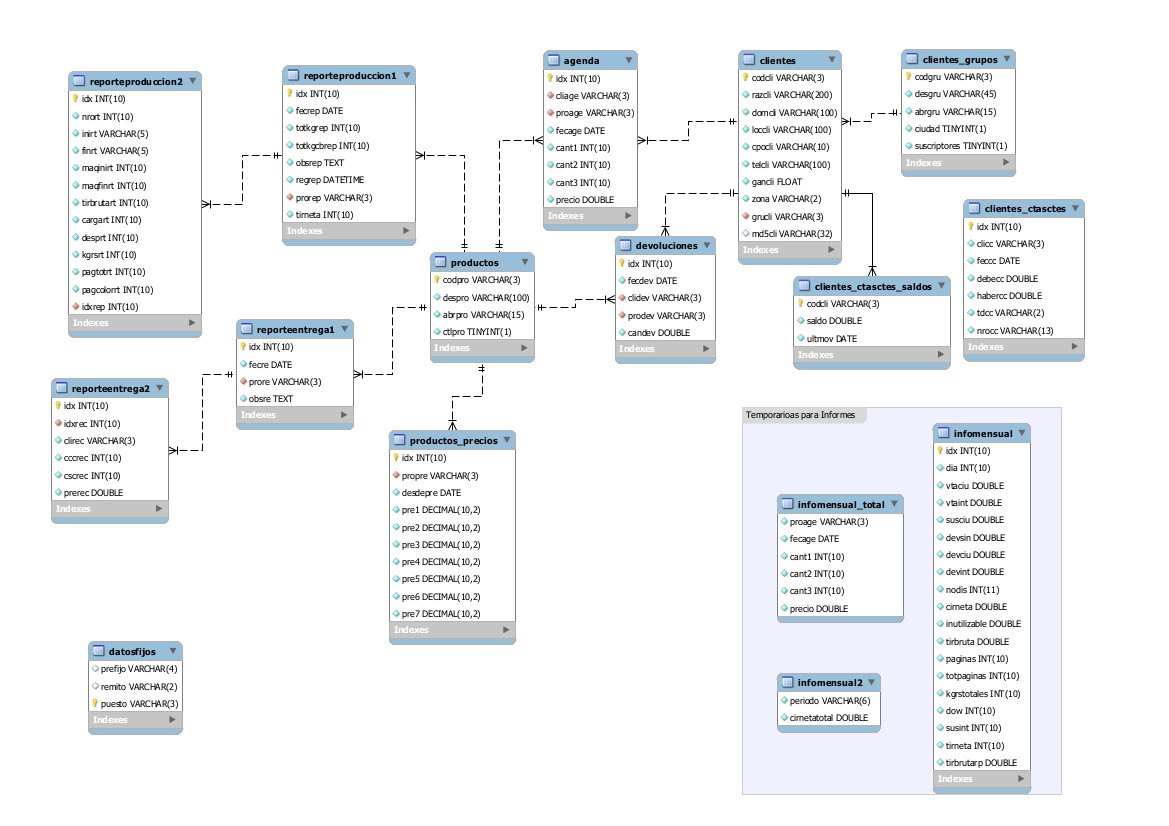 reporteproduccion2
idx INT(10)
nrort INT(10)
inirt VARCHAR(5)
finrt VARCHAR(5)
maqinirt INT(10)
maqfinrt INT(10)
tirbrutart INT(10)
cargart INT(10)
desprt INT(10)
kgrsrt INT(10)
pagtotrt INT(10)
pagcolorrt INT(10)
idxrep INT(10)
Indexes
reporteproduccion1
idx INT(10)
fecrep DATE
totkgrep INT(10)
totkgcbrep INT(10)
obsrep TEXT
regrep DATETIME
prorep VARCHAR(3)
tirneta INT(10)
Indexes
agenda
idx INT(10)
cliage VARCHAR(3)
proage VARCHAR(3)
fecage DATE
cant1 INT(10)
cant2 INT(10)
cant3 INT(10)
precio DOUBLE
Indexes
clientes
codcli VARCHAR(3)
razcli VARCHAR(200)
domcli VARCHAR(100)
loccli VARCHAR(100)
cpocli VARCHAR(10)
telcli VARCHAR(100)
gancli FLOAT
zona VARCHAR(2)
grucli VARCHAR(3)
md5cli VARCHAR(32)
Indexes
clientes_grupos
codgru VARCHAR(3)
desgru VARCHAR(45)
abrgru VARCHAR(15)
ciudad TINYINT(1)
suscriptores TINYINT(1)
Indexes
clientes_ctasctes
idx INT(10)
clicc VARCHAR(3)
feccc DATE
debecc DOUBLE
habercc DOUBLE
tdcc VARCHAR(2)
nrocc VARCHAR(13)
Indexes
productos
codpro VARCHAR(3)
despro VARCHAR(100)
abrpro VARCHAR(15)
ctlpro TINYINT(1)
Indexes
devoluciones
idx INT(10)
fecdev DATE
clidev VARCHAR(3)
prodev VARCHAR(3)
candev DOUBLE
Indexes
clientes_ctasctes_saldos
codcli VARCHAR(3)
saldo DOUBLE
ultmov DATE
Indexes
reporteentrega1
idx INT(10)
fecre DATE
prore VARCHAR(3)
obsre TEXT
Indexes
reporteentrega2
idx INT(10)
idxrec INT(10)
clirec VARCHAR(3)
cccrec INT(10)
cscrec INT(10)
prerec DOUBLE
Indexes
productos_precios
idx INT(10)
propre VARCHAR(3)
desdepre DATE
pre1 DECIMAL(10,2)
pre2 DECIMAL(10,2)
pre3 DECIMAL(10,2)
pre4 DECIMAL(10,2)
pre5 DECIMAL(10,2)
pre6 DECIMAL(10,2)
pre7 DECIMAL(10,2)
Indexes
datosfijos
prefijo VARCHAR(4)
remito VARCHAR(2)
puesto VARCHAR(3)
Indexes
Temporarioas para Informes
infomensual_total
proage VARCHAR(3)
fecage DATE
cant1 INT(10)
cant2 INT(10)
cant3 INT(10)
precio DOUBLE
infomensual2
periodo VARCHAR(6)
cirnetatotal DOUBLE
infomensual
idx INT(10)
dia INT(10)
vtaciu DOUBLE
vtaint DOUBLE
susciu DOUBLE
devsin DOUBLE
devciu DOUBLE
devint DOUBLE
nodis INT(11)
cirneta DOUBLE
inutilizable DOUBLE
tirbruta DOUBLE
paginas INT(10)
totpaginas INT(10)
kgrstotales INT(10)
dow INT(10)
susint INT(10)
tirneta INT(10)
tirbrutarp DOUBLE
Indexes